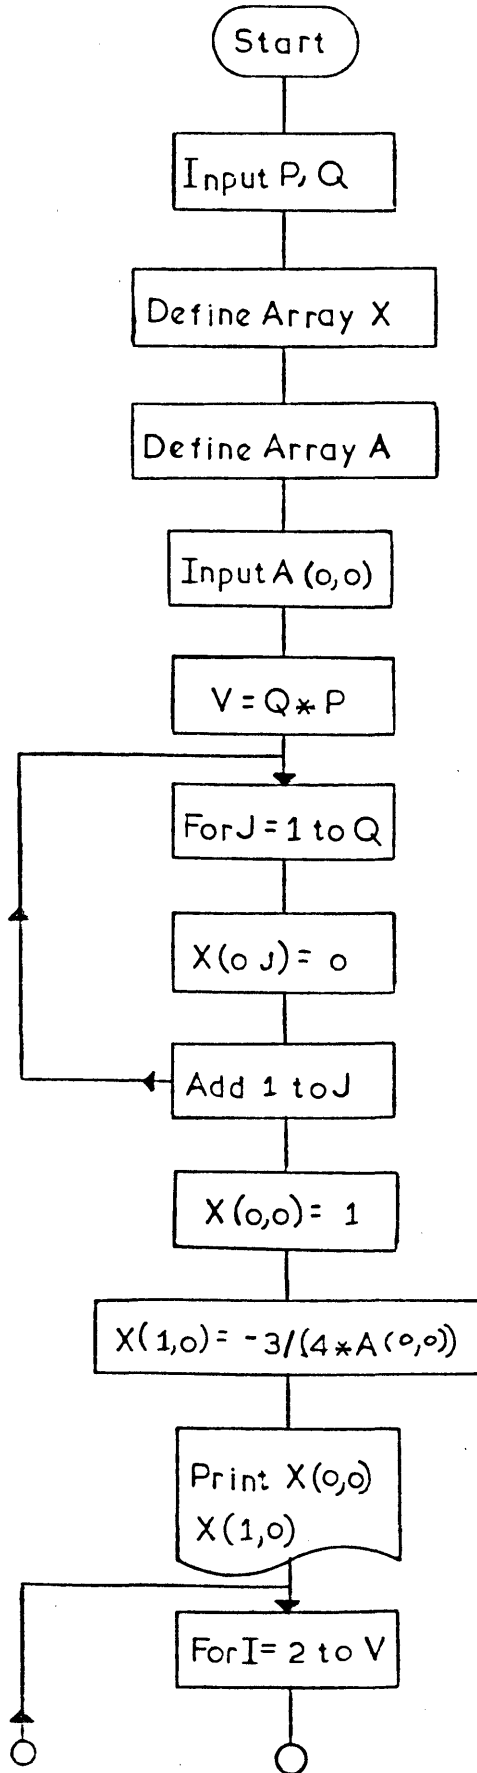 Start
Input P, Q
Define Array X
Define Array A
Input A (0,0)
V = Q * P
For J = 1 to Q
X(0 J) = 0
Add 1 to J
X(0,0) = 1
X(1,0) = -3/(4*A(0,0))
Print X(0,0)
X(1,0)
For I = 2 to V